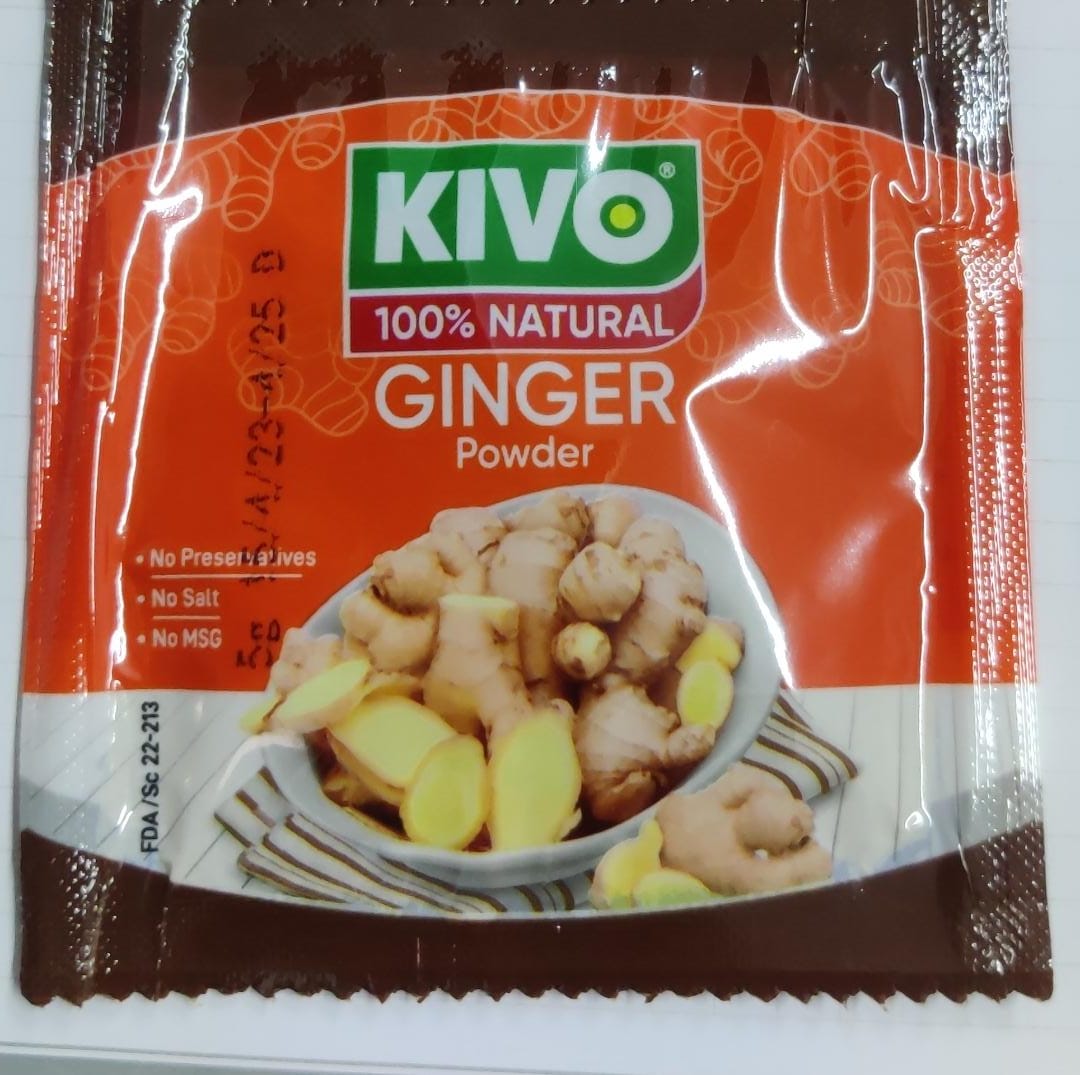 KIVO®
100% NATURAL
GINGER
Powder
• No Preservatives
• No Salt
• No MSG
FDA/Sc 22-213